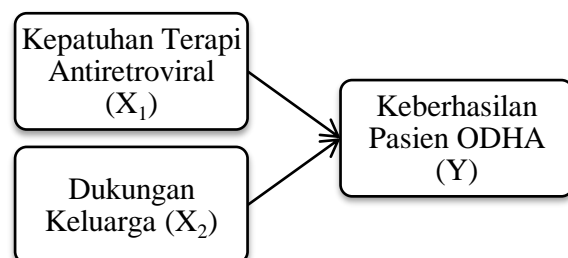 Kepatuhan Terapi
Antiretroviral
(X₁)
Dukungan
Keluarga (X₂)
Keberhasilan
Pasien ODHA
(Y)